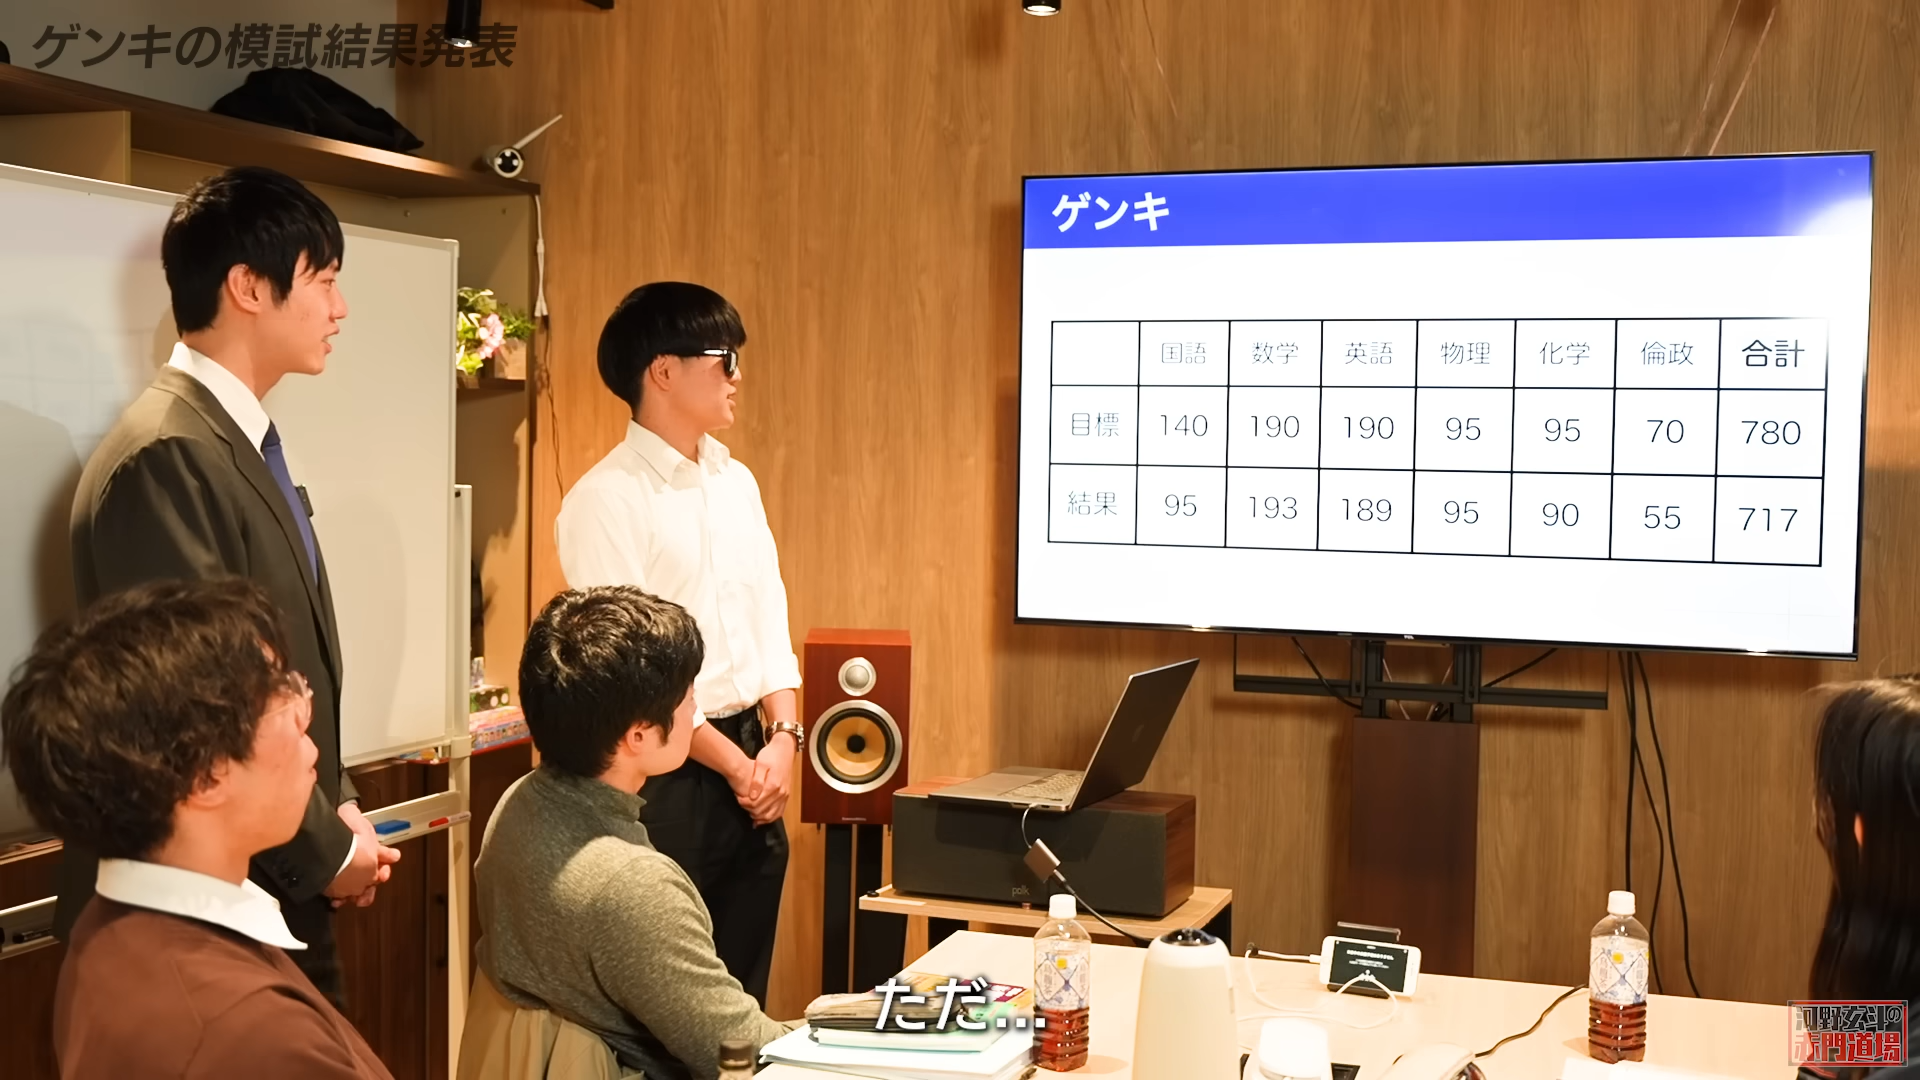 ゲンキの模試結果発表
ゲンキ
国語 数学 英語 物理 化学 倫政 合計
目標 140 190 190 95 95 70 780
結果 95 193 189 95 90 55 717
polk
ただ…
河野玄斗の
赤門道場